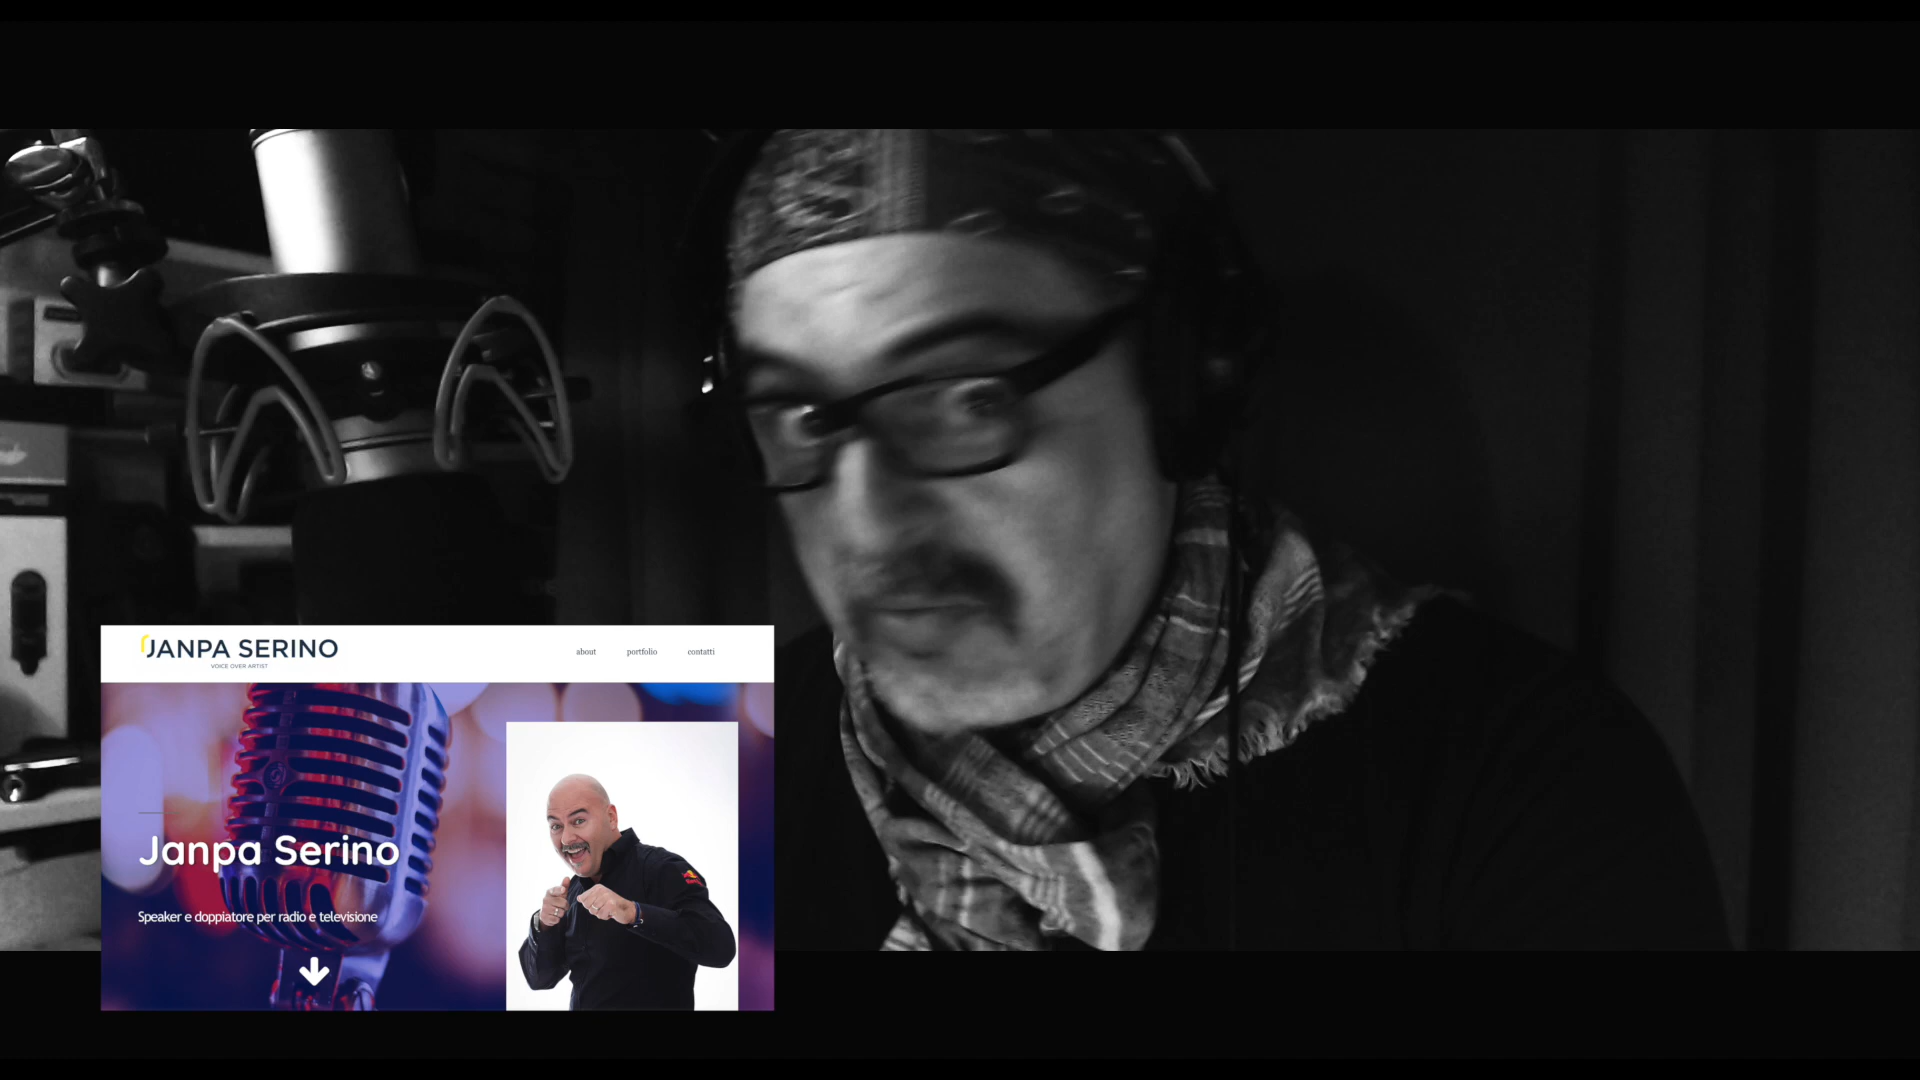 JANPA SERINO
VOICE OVER ARTIST
about portfolio contatti
Janpa Serino
Speaker e doppiatore per radio e televisione